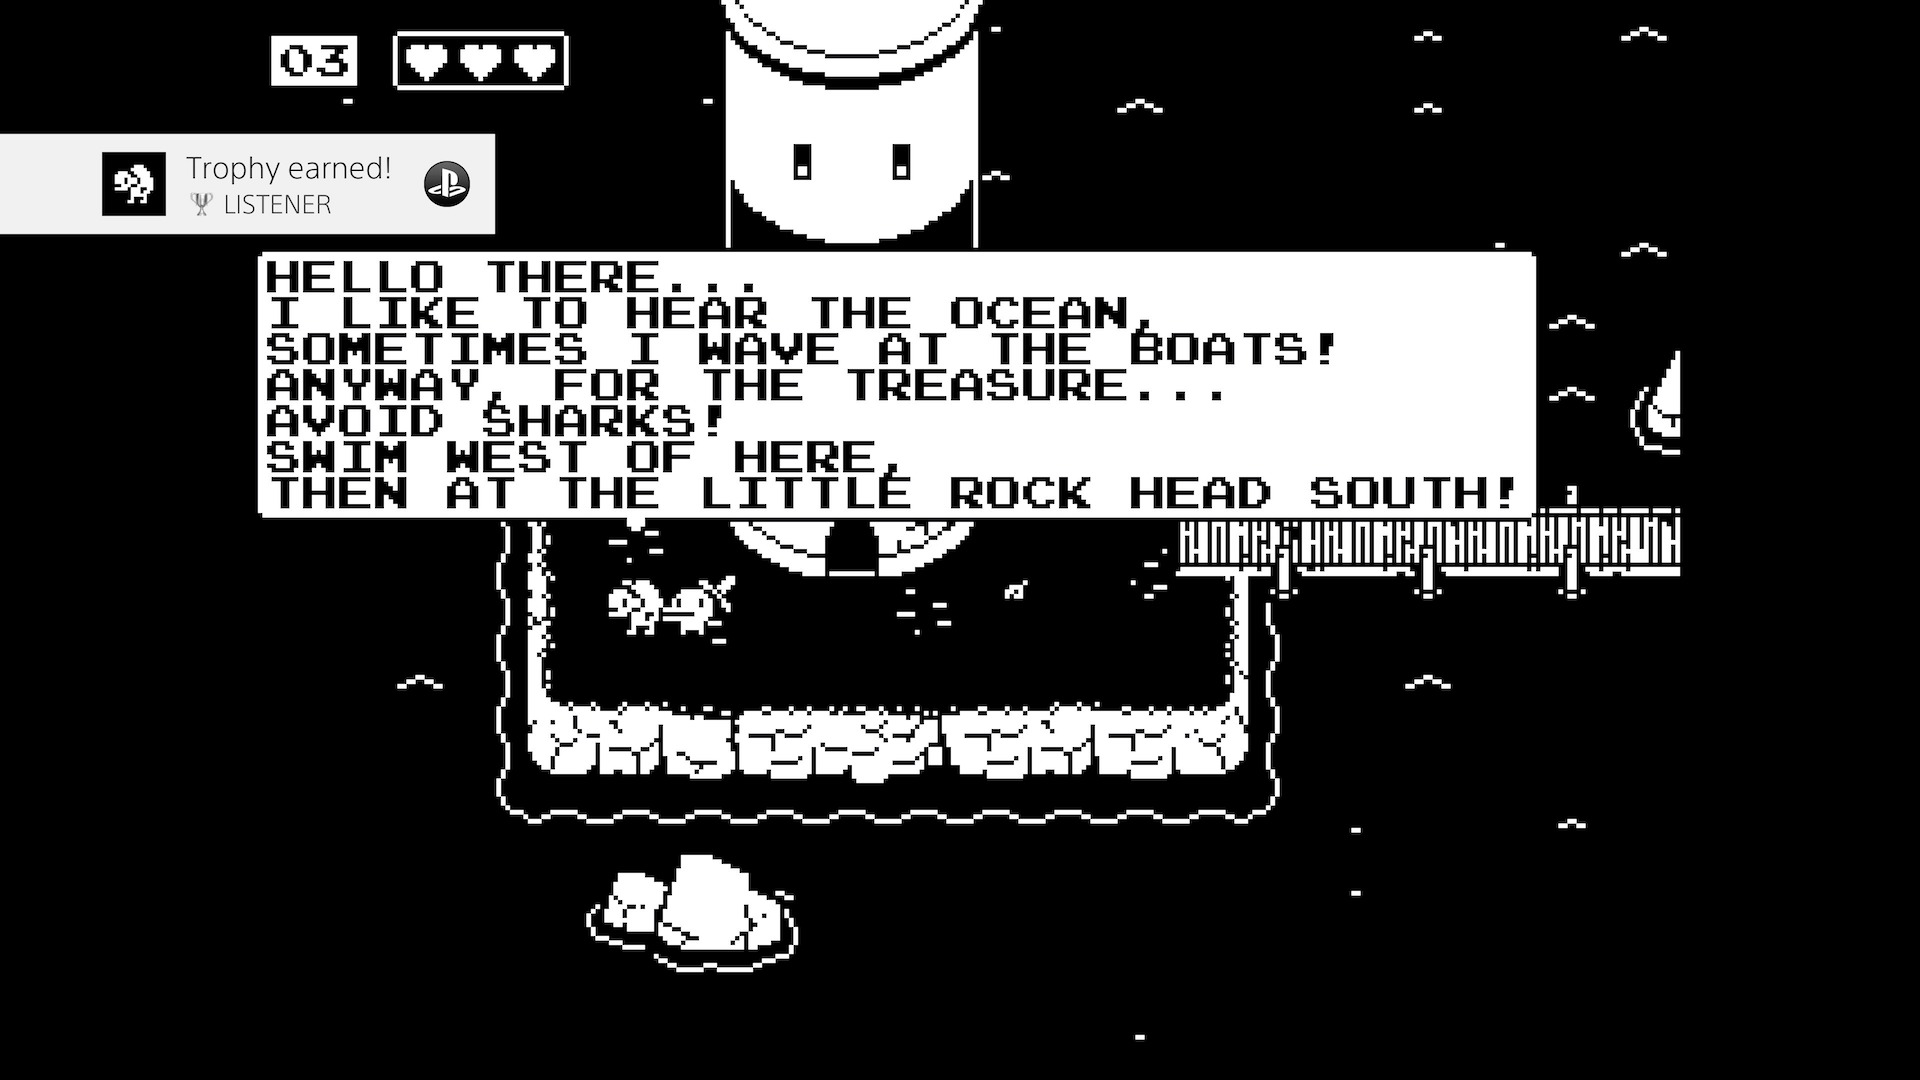 03
Trophy earned!
LISTENER
HELLO THERE...
I LIKE TO HEAR THE OCEAN,
SOMETIMES I WAVE AT THE BOATS!
ANYWAY, FOR THE TREASURE...
AVOID SHARKS!
SWIM WEST OF HERE,
THEN AT THE LITTLE ROCK HEAD SOUTH!